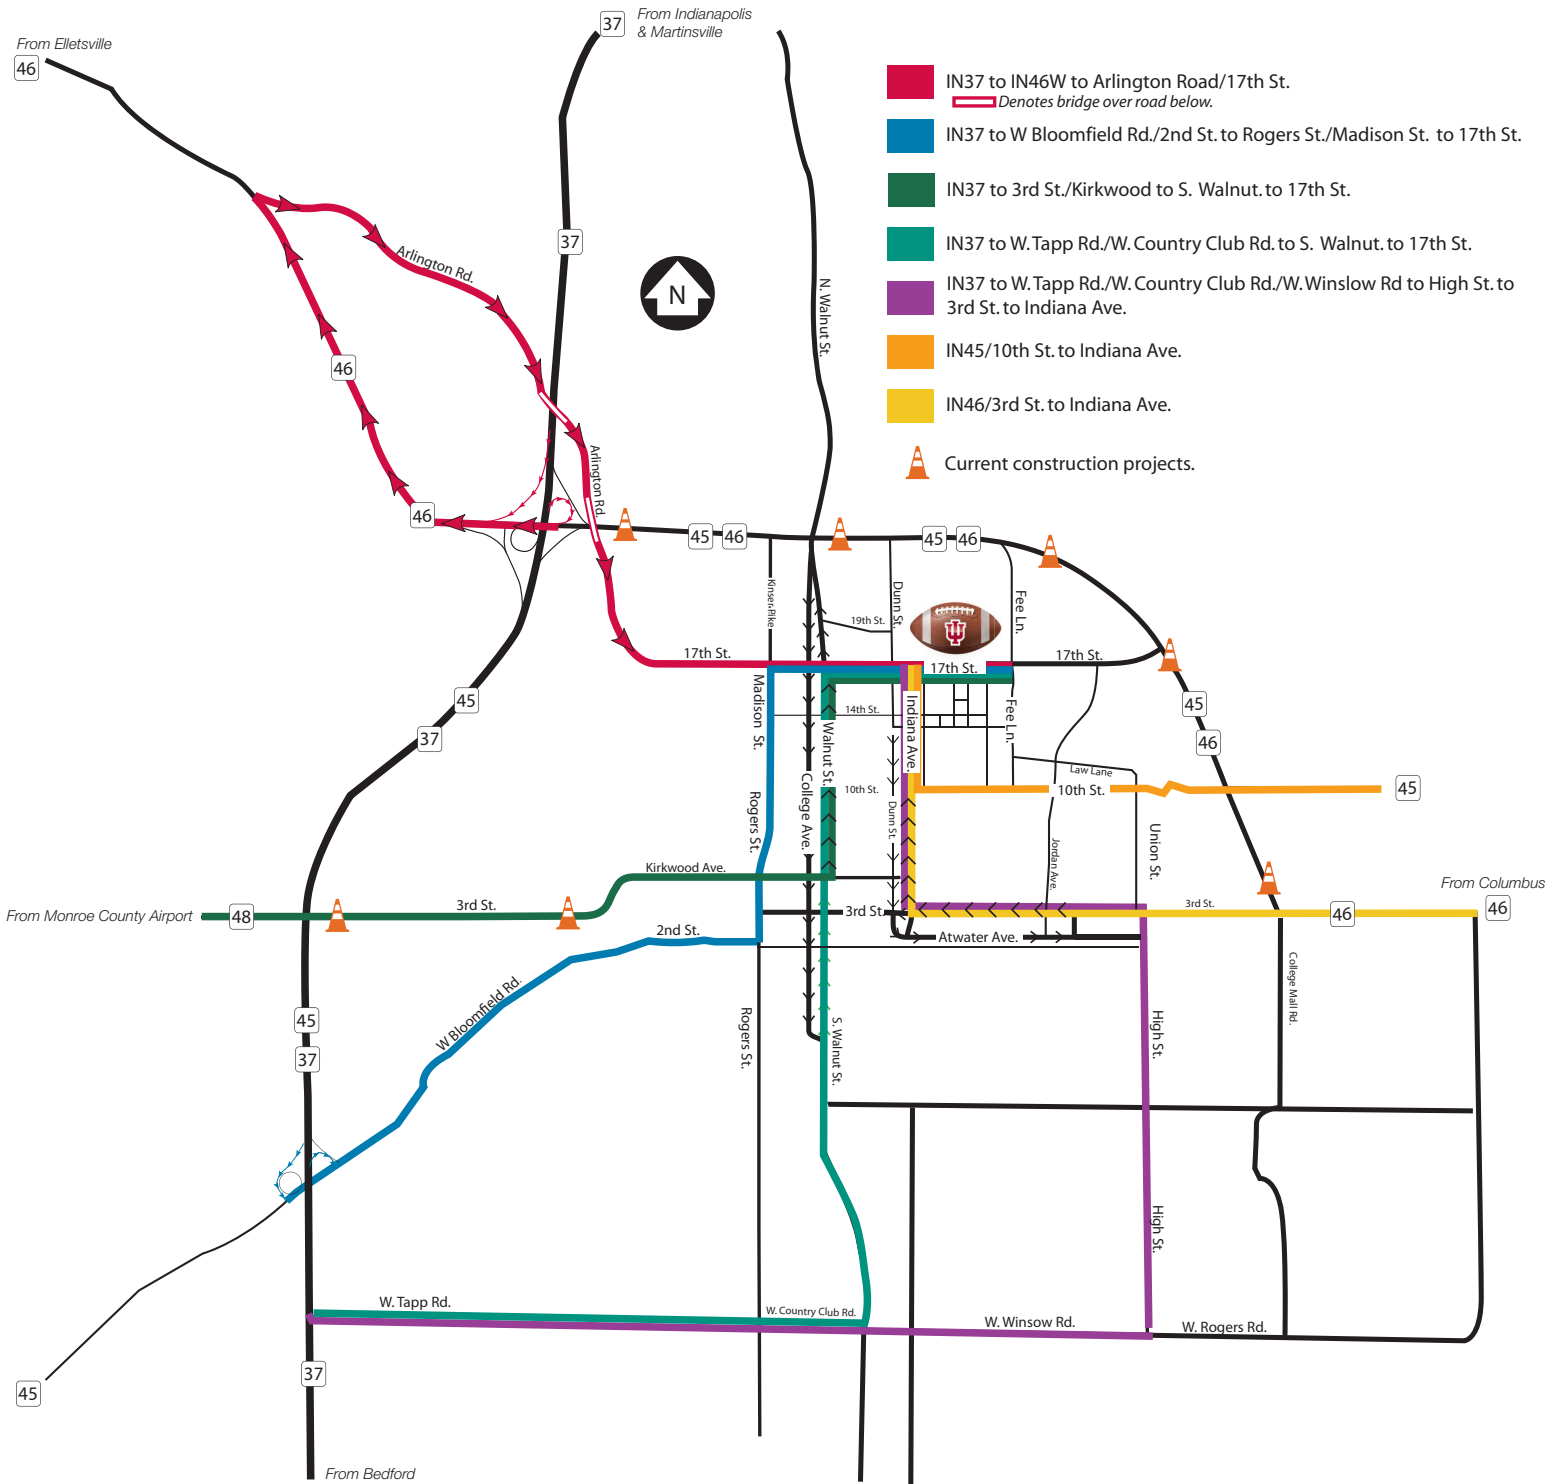 37
From Indianapolis
& Martinsville
From Elletsville
46
IN37 to IN46W to Arlington Road/17th St.
Denotes bridge over road below.
IN37 to W Bloomfield Rd./2nd St. to Rogers St./Madison St. to 17th St.
IN37 to 3rd St./Kirkwood to S. Walnut. to 17th St.
IN37 to W. Tapp Rd./W. Country Club Rd. to S. Walnut. to 17th St.
IN37 to W. Tapp Rd./W. Country Club Rd./W. Winslow Rd to High St. to
3rd St. to Indiana Ave.
IN45/10th St. to Indiana Ave.
IN46/3rd St. to Indiana Ave.
Current construction projects.
37
Arlington Rd.
N
N. Walnut St.
46
Arlington Rd.
46
45
46
45
46
Kinser Pike
Dunn St.
Fee Ln.
19th St.
17th St.
17th St.
17th St.
Madison St.
45
37
14th St.
Walnut St.
Indiana Ave.
Fee Ln.
45
46
Law Lane
College Ave.
10th St.
10th St.
45
Rogers St.
Dunn St.
Union St.
Jordan Ave.
Kirkwood Ave.
From Columbus
46
From Monroe County Airport
48
3rd St.
3rd St.
3rd St.
46
2nd St.
Atwater Ave.
College Mall Rd.
W Bloomfield Rd.
45
37
Rogers St.
S. Walnut St.
High St.
High St.
W. Tapp Rd.
W. Country Club Rd.
W. Winsow Rd.
W. Rogers Rd.
37
45
From Bedford